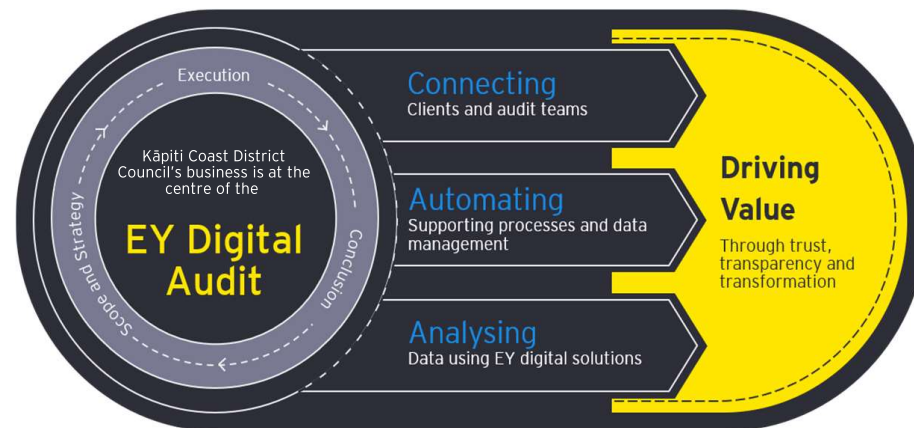 Execution
Scope and Strategy
Conclusion
Kāpiti Coast District
Council's business is at the
centre of the
EY Digital
Audit
Connecting
Clients and audit teams
Automating
Supporting processes and data
management
Analysing
Data using EY digital solutions
Driving
Value
Through trust,
transparency and
transformation